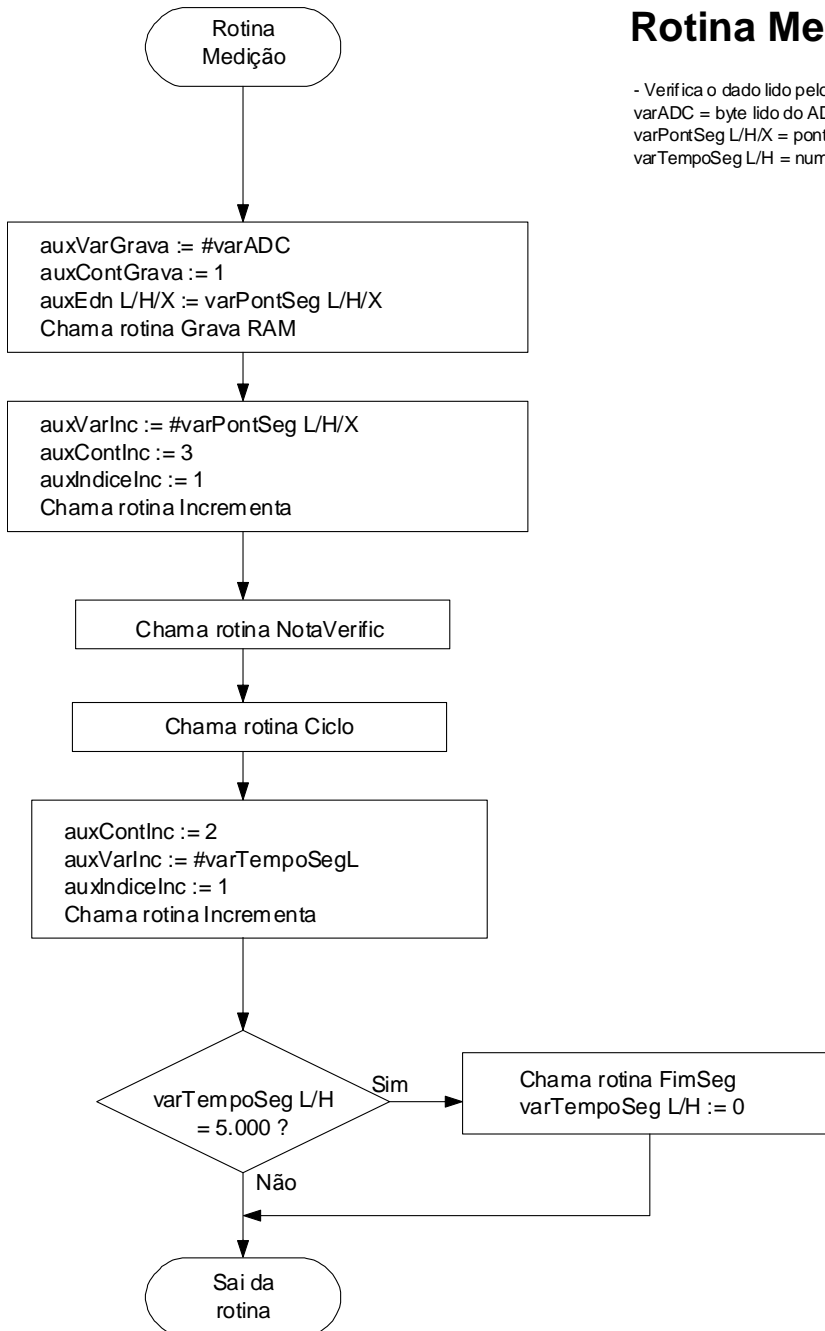 Rotina
Medição
Rotina Me
- Verifica o dado lido pelo
varADC = byte lido do AD
varPontSeg L/H/X = pont
varTempoSeg L/H = num
auxVarGrava := #varADC
auxContGrava := 1
auxEdn L/H/X := varPontSeg L/H/X
Chama rotina Grava RAM
auxVarInc := #varPontSeg L/H/X
auxContInc := 3
auxIndiceInc := 1
Chama rotina Incrementa
Chama rotina NotaVerific
Chama rotina Ciclo
auxContInc := 2
auxVarInc := #varTempoSegL
auxIndiceInc := 1
Chama rotina Incrementa
varTempoSeg L/H
= 5.000 ?
Sim
Chama rotina FimSeg
varTempoSeg L/H := 0
Não
Sai da
rotina